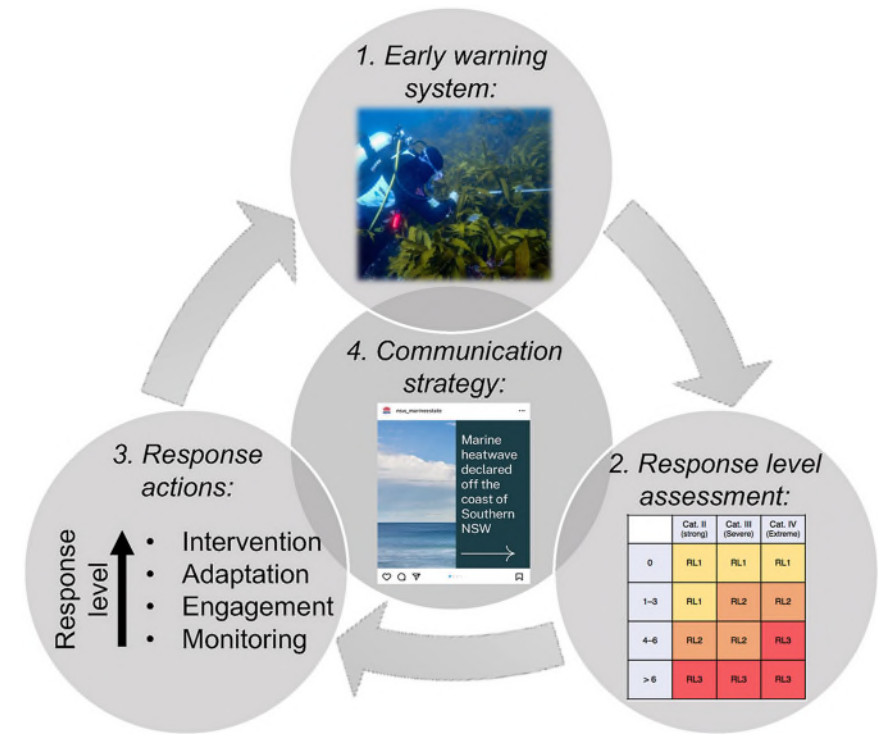 1. Early warning
system:
4. Communication
strategy:
nsw_marineestate
Marine
heatwave
declared
off the
coast of
Southern
NSW
3. Response
actions:
Response
level
• Intervention
• Adaptation
• Engagement
• Monitoring
2. Response level
assessment:
Cat. II Cat. III Cat. IV
(strong) (Severe) (Extreme)
0 RL1 RL1 RL1
1–3 RL1 RL2 RL2
4–6 RL2 RL2 RL3
> 6 RL3 RL3 RL3